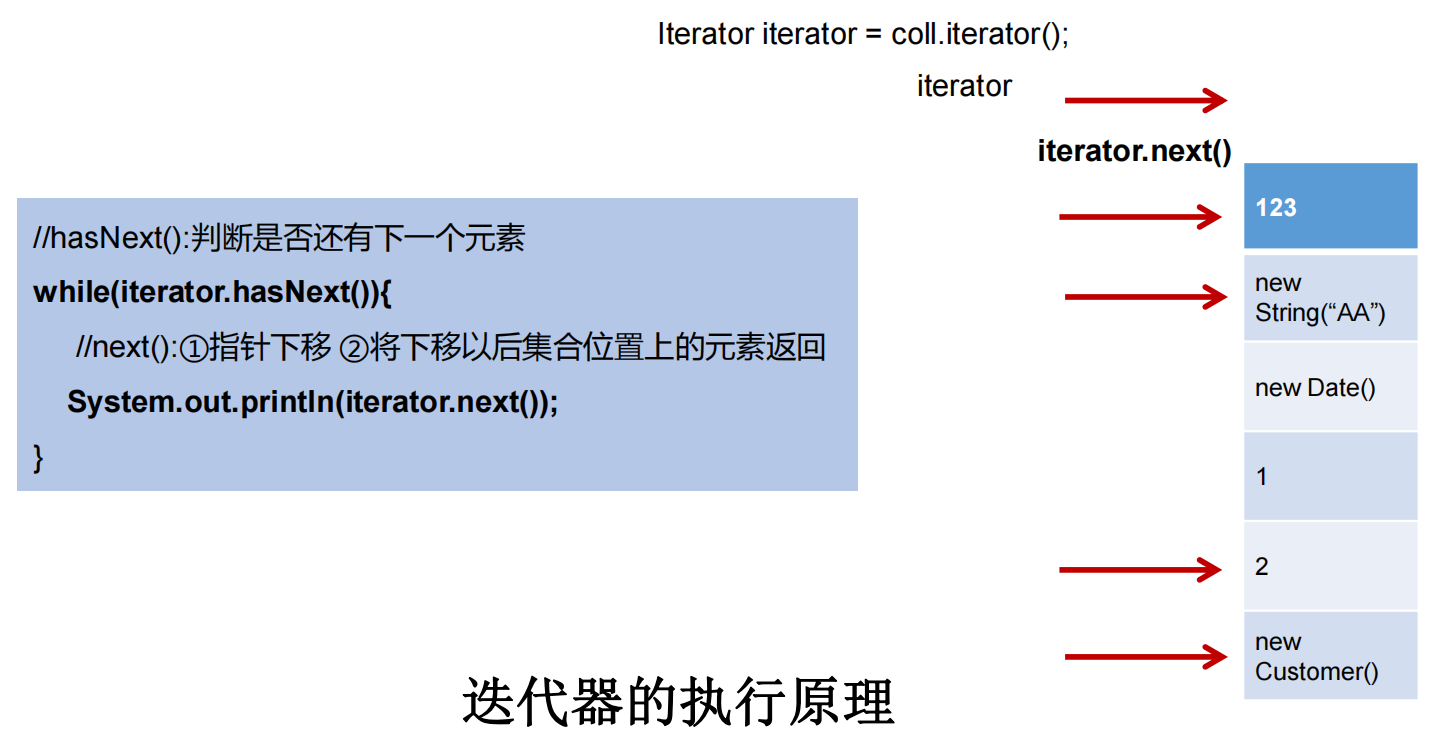 Iterator iterator = coll.iterator();
iterator
iterator.next()
//hasNext():判断是否还有下一个元素
while(iterator.hasNext()){
//next():①指针下移 ②将下移以后集合位置上的元素返回
System.out.println(iterator.next());
}
123
new
String(“AA”)
new Date()
1
2
new
Customer()
迭代器的执行原理